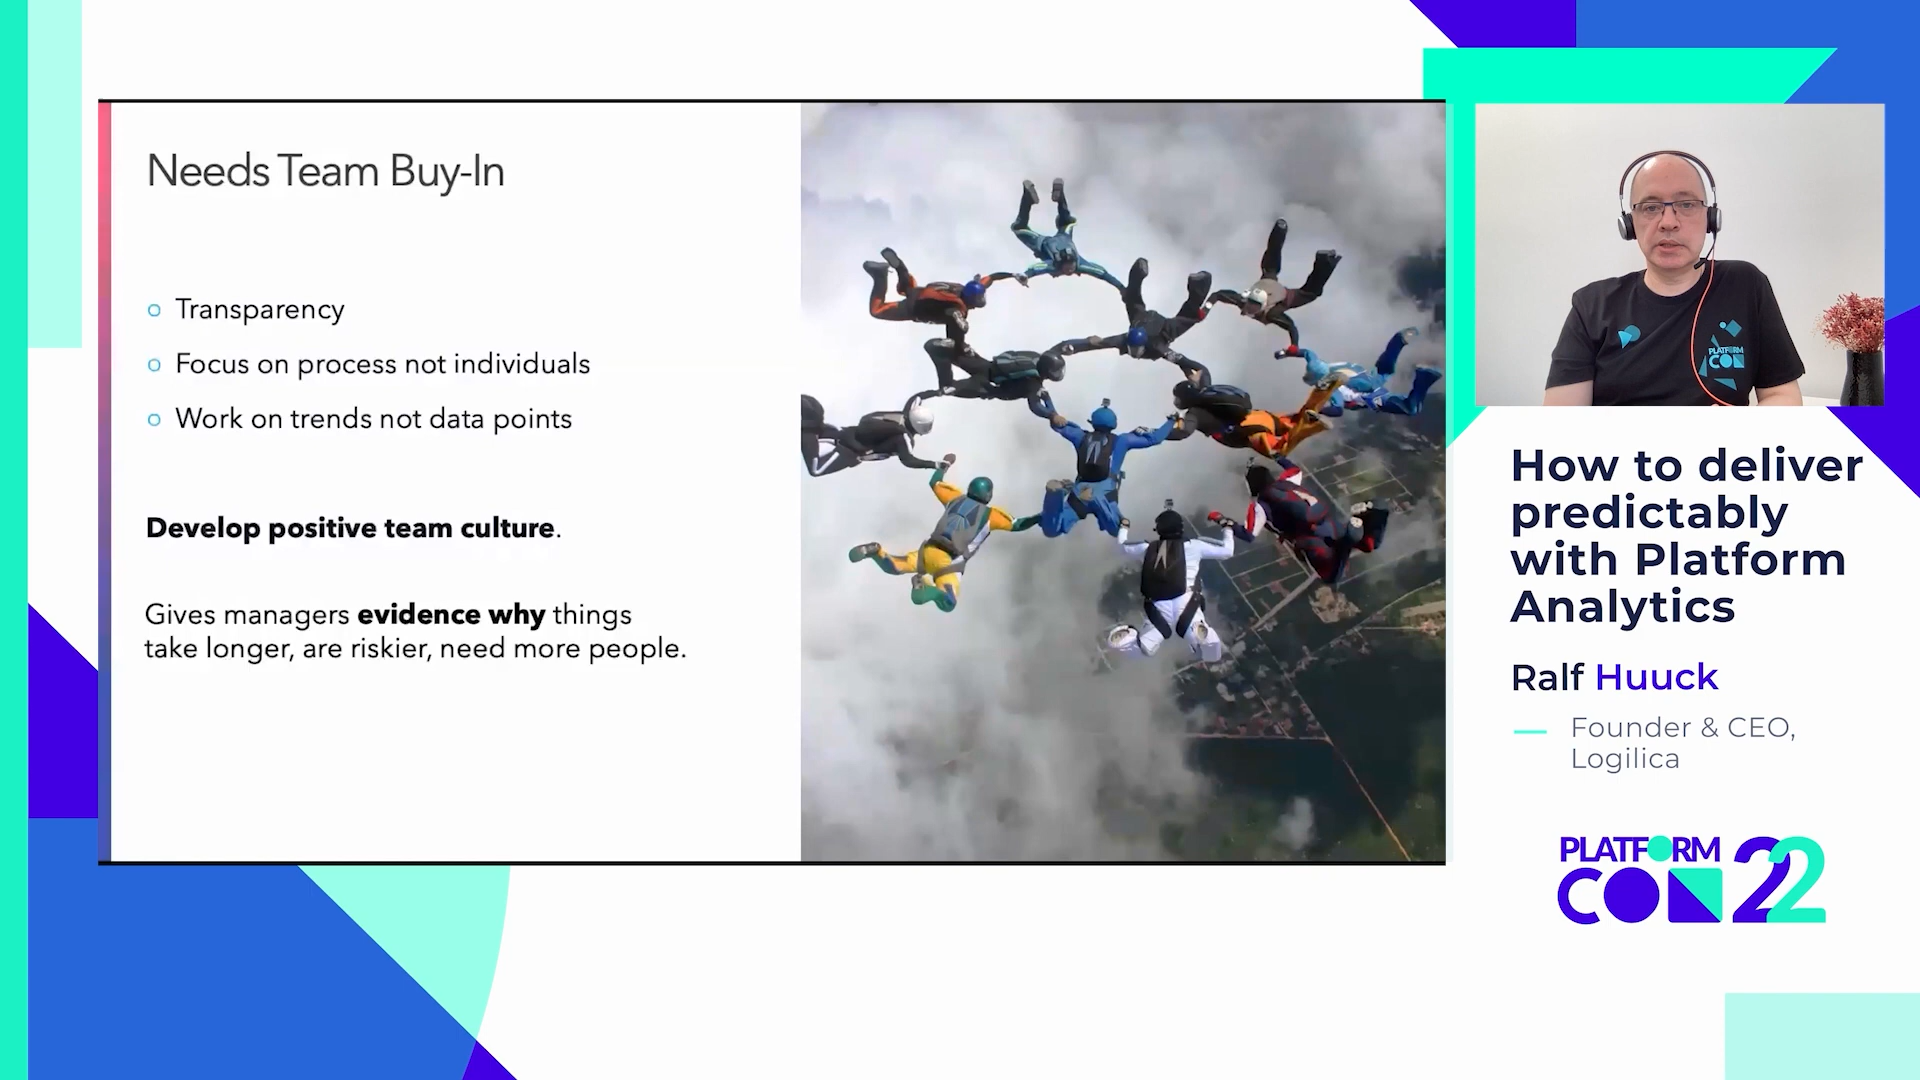 Needs Team Buy-In
Transparency
Focus on process not individuals
Work on trends not data points
Develop positive team culture.
Gives managers evidence why things
take longer, are riskier, need more people.
PLATFORM
CON
How to deliver
predictably
with Platform
Analytics
Ralf Huuck
Founder & CEO,
Logilica
PLATFORM
CON 22